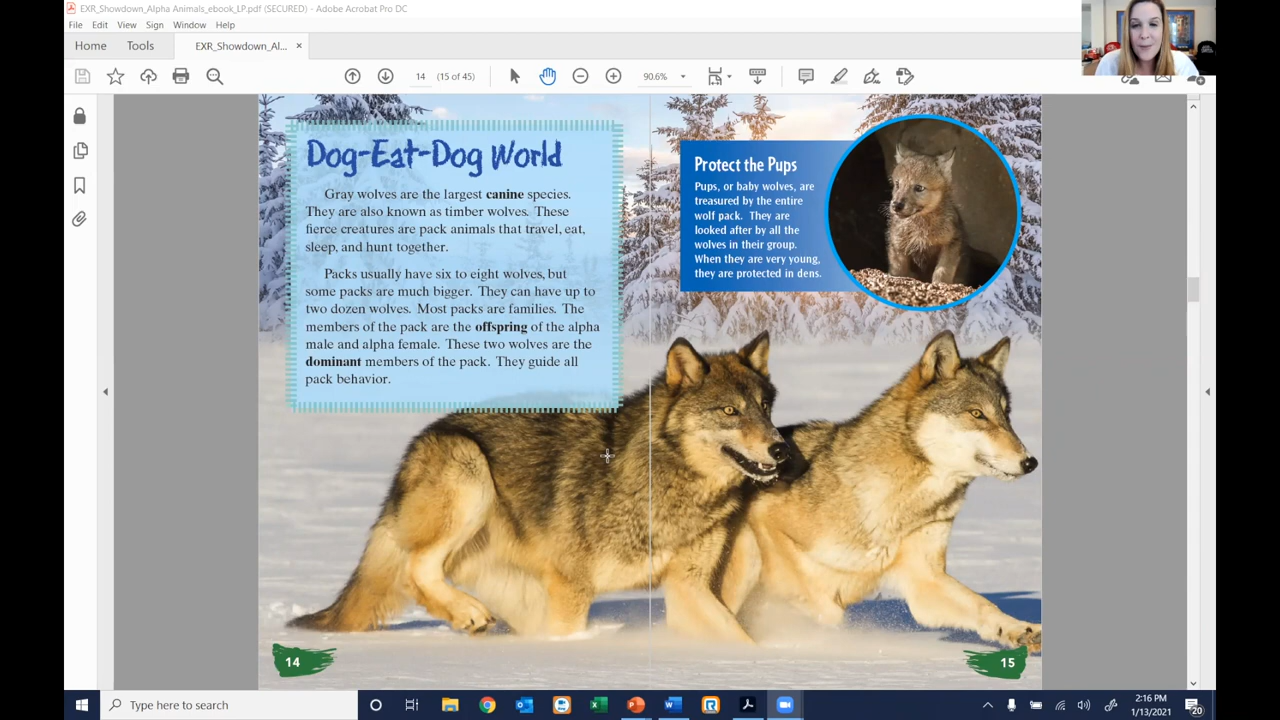 EXR_Showdown_Alpha Animals_ebook_LP.pdf (SECURED) - Adobe Acrobat Pro DC
File Edit View Sign Window Help
Home Tools EXR_Showdown_Al... ×
14 (15 of 45) 90.6%
Dog-Eat-Dog World
Gray wolves are the largest canine species.
They are also known as timber wolves. These
fierce creatures are pack animals that travel, eat,
sleep, and hunt together.
Packs usually have six to eight wolves, but
some packs are much bigger. They can have up to
two dozen wolves. Most packs are families. The
members of the pack are the offspring of the alpha
male and alpha female. These two wolves are the
dominant members of the pack. They guide all
pack behavior.
Protect the Pups
Pups, or baby wolves, are
treasured by the entire
wolf pack. They are
looked after by all the
wolves in their group.
When they are very young,
they are protected in dens.
14
15
Type here to search
2:16 PM
1/13/2021
20